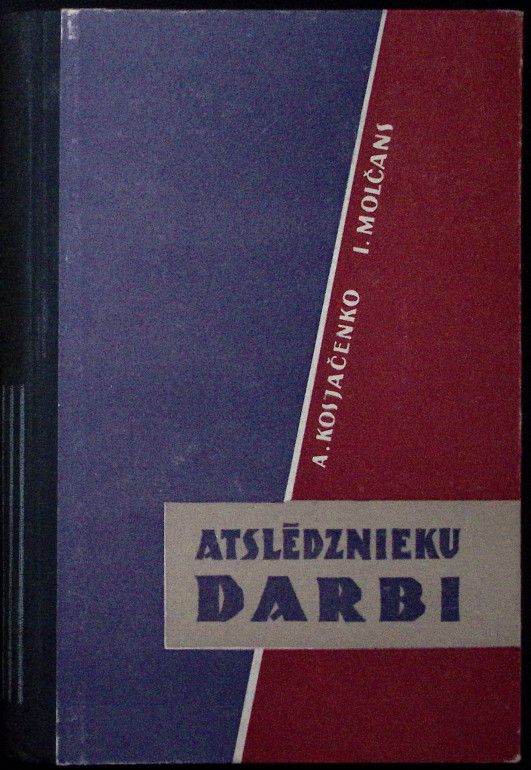 A. KOSJAČENKO I. MOLČANS
ATSLĒDZNIEKU
DARBI